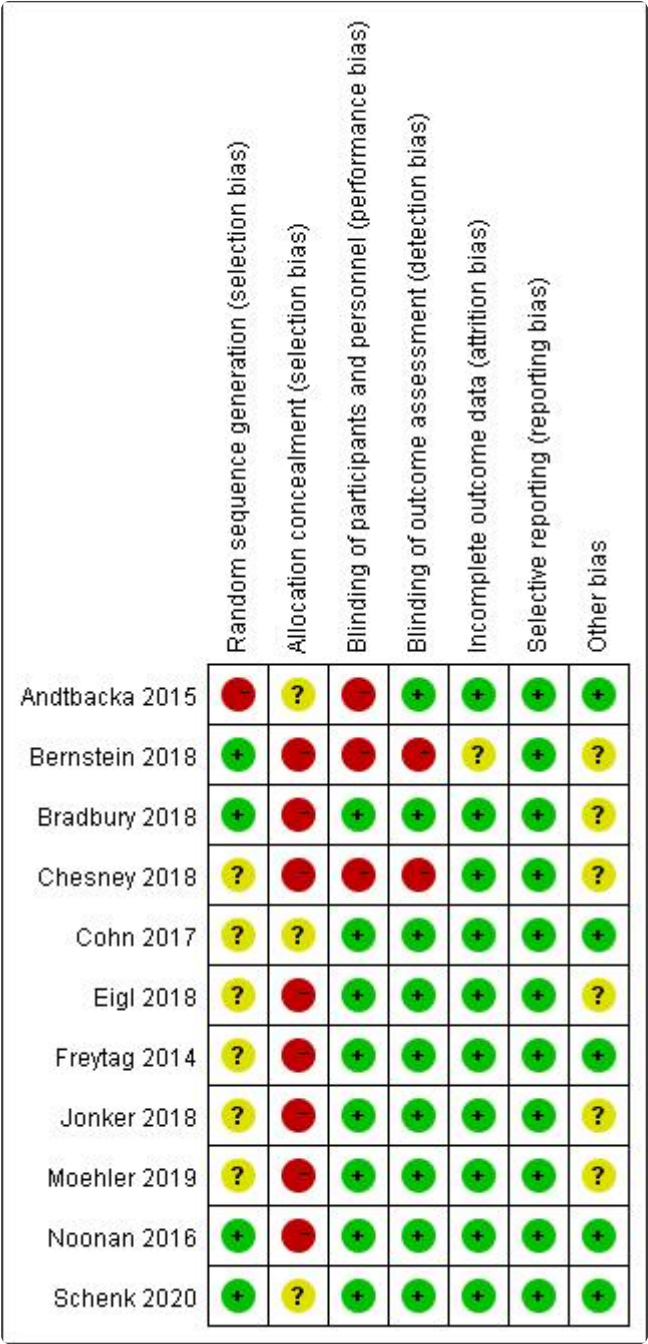 Random sequence generation (selection bias)
Allocation concealment (selection bias)
Blinding of participants and personnel (performance bias)
Blinding of outcome assessment (detection bias)
Incomplete outcome data (attrition bias)
Selective reporting (reporting bias)
Other bias
Andtbacka 2015 - ? - + + + +
Bernstein 2018 + - - - ? + ?
Bradbury 2018 + - + + + + ?
Chesney 2018 ? - - - + + ?
Cohn 2017 ? ? + + + + +
Eigl 2018 ? - + + + + ?
Freytag 2014 ? - + + + + +
Jonker 2018 ? - + + + + ?
Moehler 2019 ? - + + + + ?
Noonan 2016 + - + + + + +
Schenk 2020 + ? + + + + +